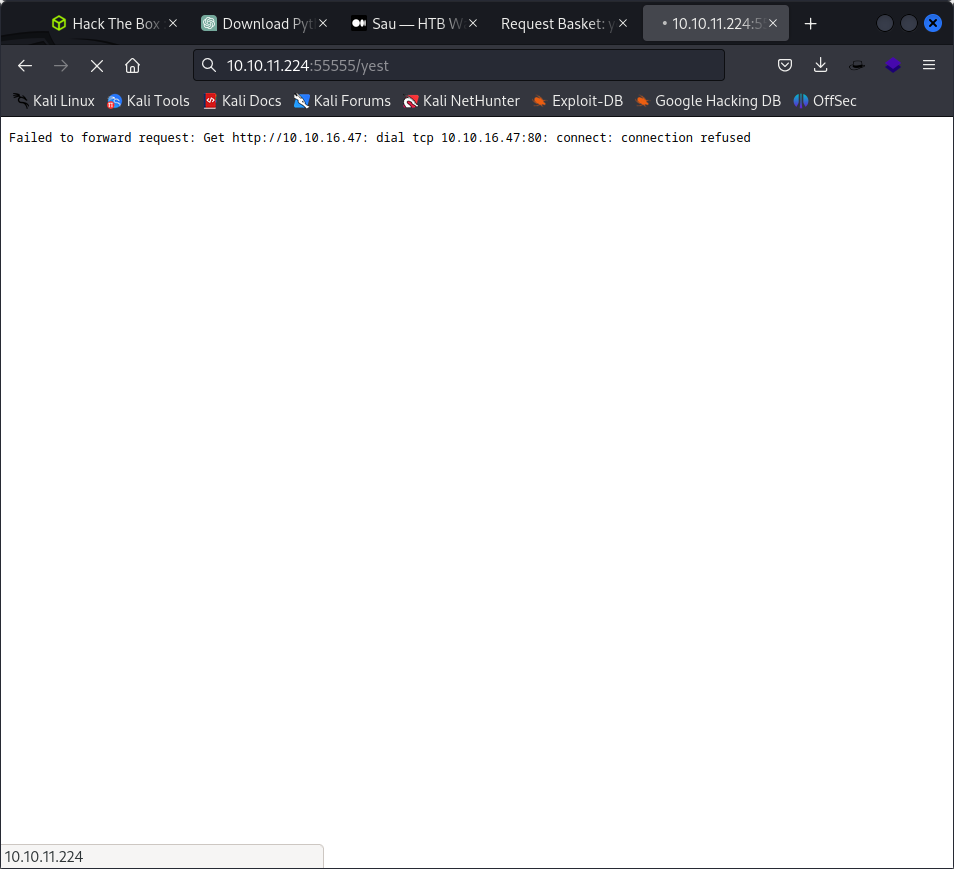 Hack The Box
Download Pyt
Sau — HTB W
Request Basket: y
10.10.11.224:55
10.10.11.224:55555/yest
Kali Linux
Kali Tools
Kali Docs
Kali Forums
Kali NetHunter
Exploit-DB
Google Hacking DB
OffSec
Failed to forward request: Get http://10.10.16.47: dial tcp 10.10.16.47:80: connect: connection refused
10.10.11.224